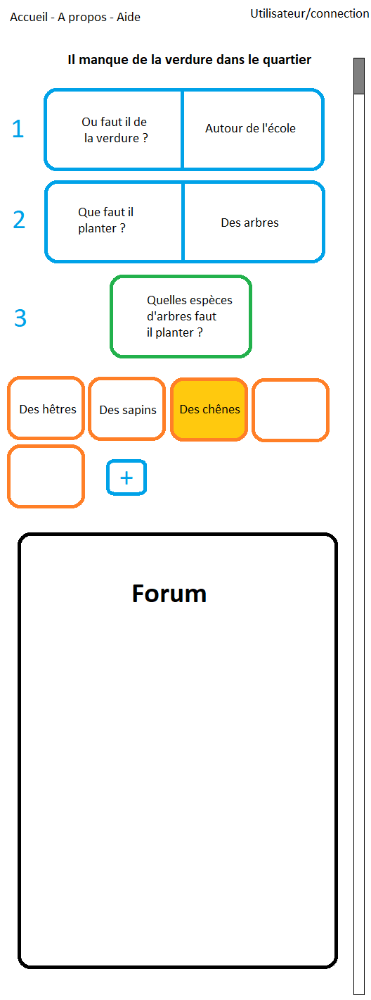 Accueil - A propos - Aide
Utilisateur/connection
Il manque de la verdure dans le quartier
1
Ou faut il de
la verdure ?
Autour de l'école
2
Que faut il
planter ?
Des arbres
3
Quelles espèces
d'arbres faut
il planter ?
Des hêtres
Des sapins
Des chênes
+
Forum